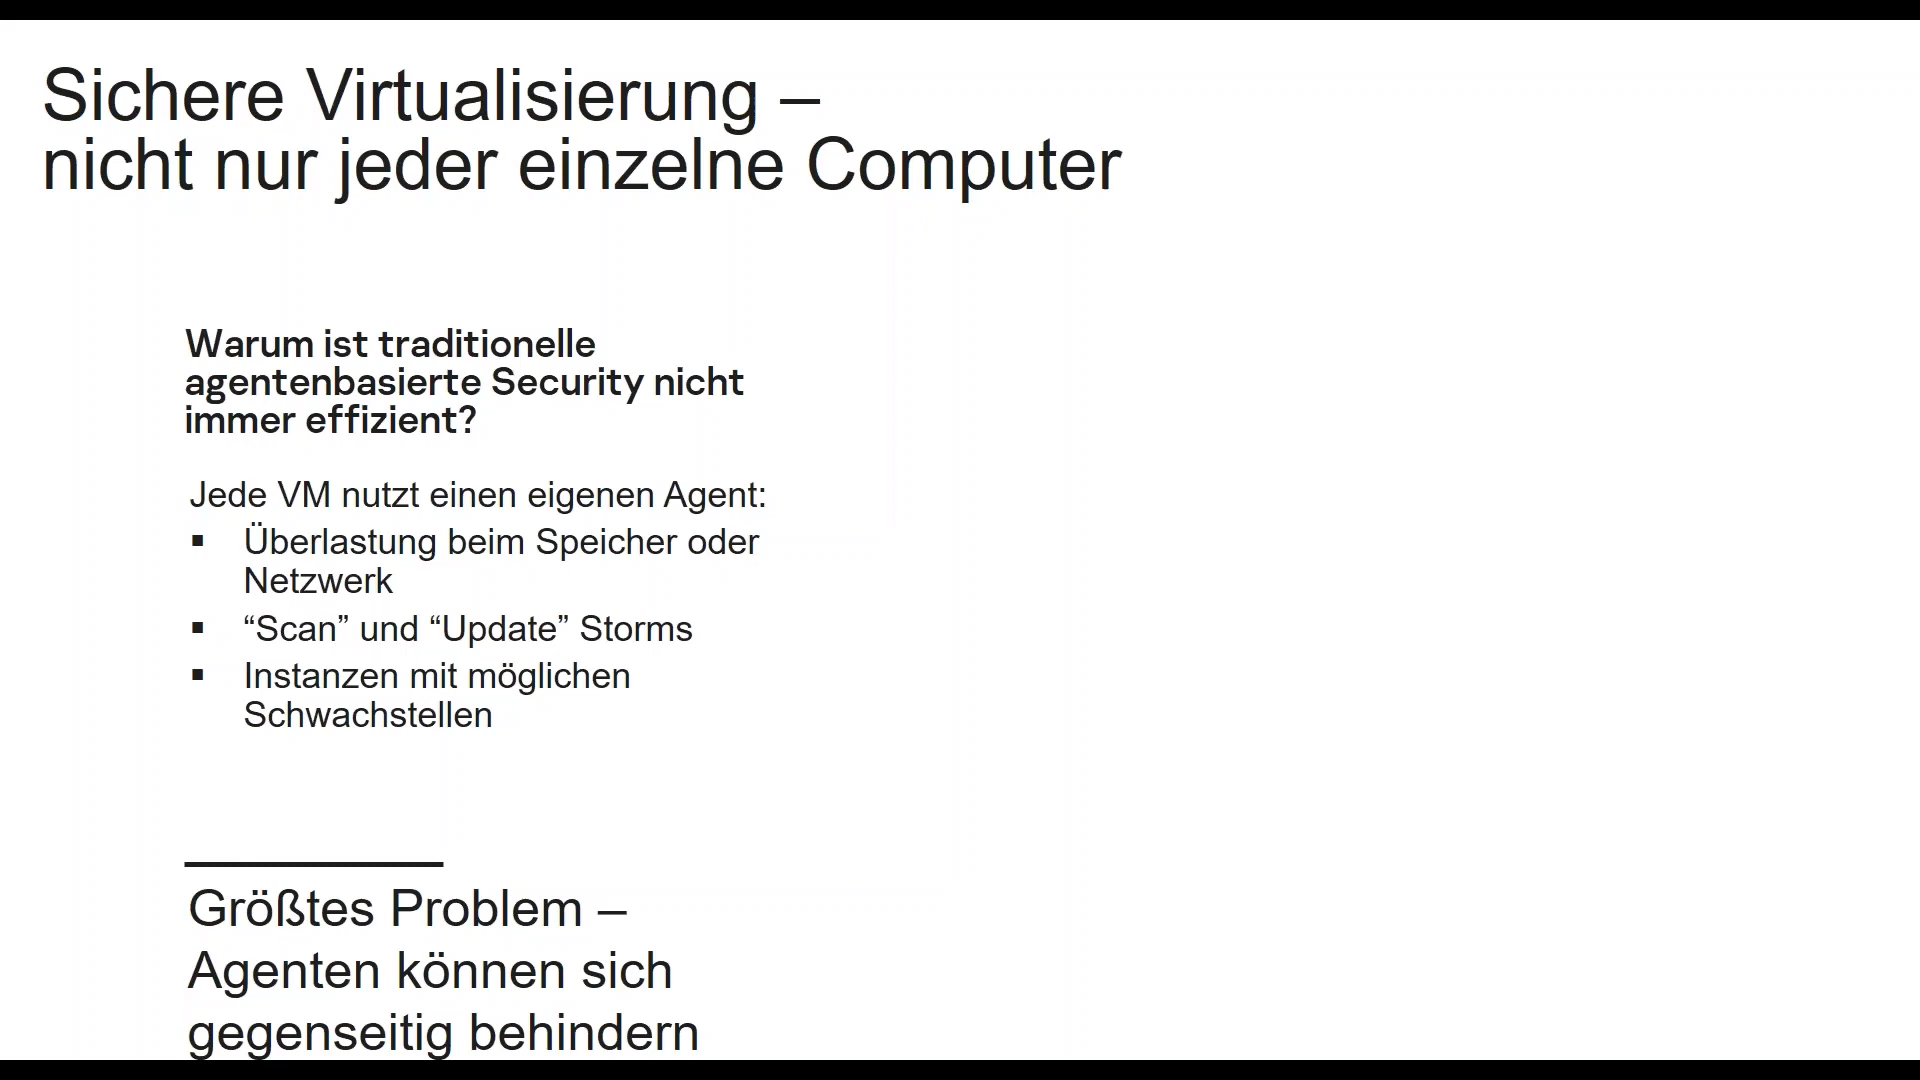 Sichere Virtualisierung –
nicht nur jeder einzelne Computer
Warum ist traditionelle
agentenbasierte Security nicht
immer effizient?
Jede VM nutzt einen eigenen Agent:
▪ Überlastung beim Speicher oder
Netzwerk
▪ “Scan” und “Update” Storms
▪ Instanzen mit möglichen
Schwachstellen
Größtes Problem –
Agenten können sich
gegenseitig behindern